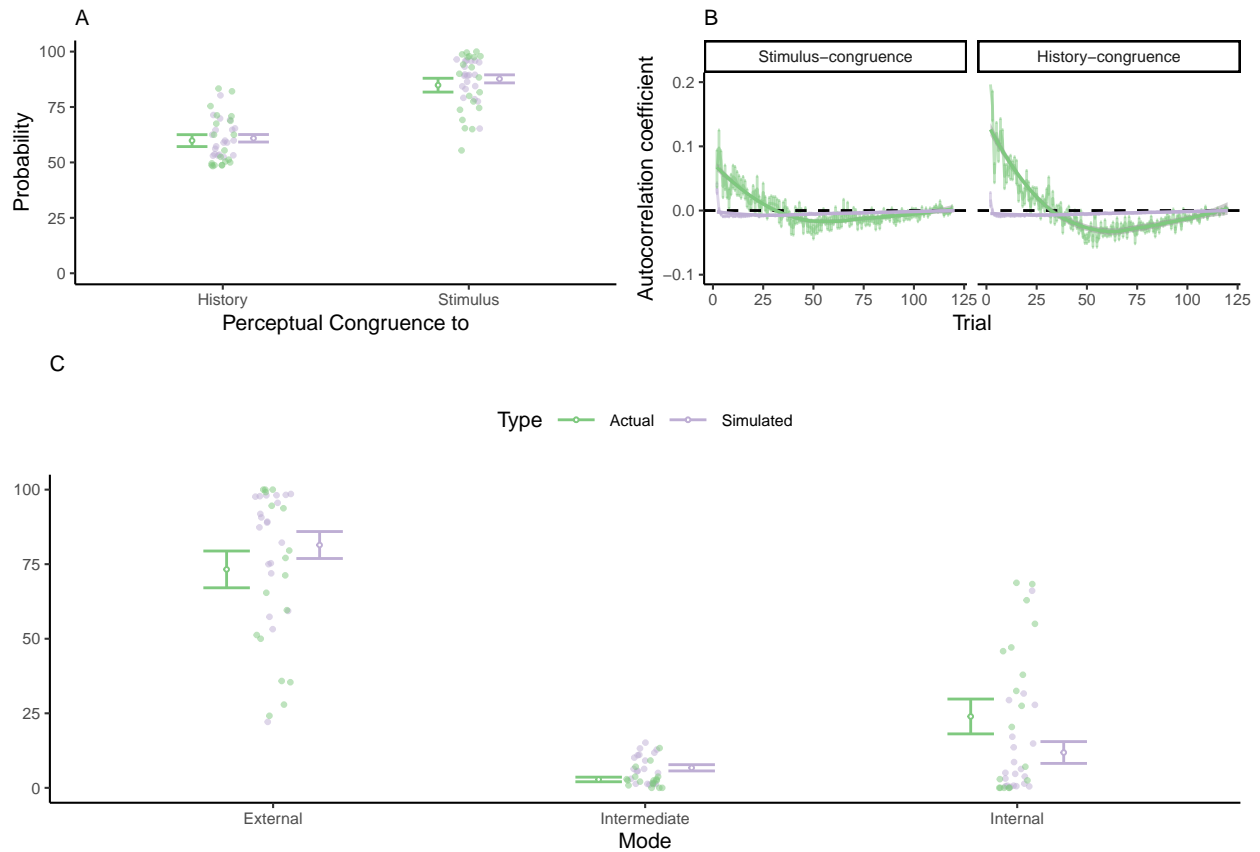 A
100
75
50
25
0
Probability
History Stimulus
Perceptual Congruence to
B
Stimulus−congruence History−congruence
0.2
0.1
0.0
−0.1
Autocorrelation coefficient
0 25 50 75 100 125 0 25 50 75 100 125
Trial
C
Type Actual Simulated
100
75
50
25
0
External Intermediate Internal
Mode